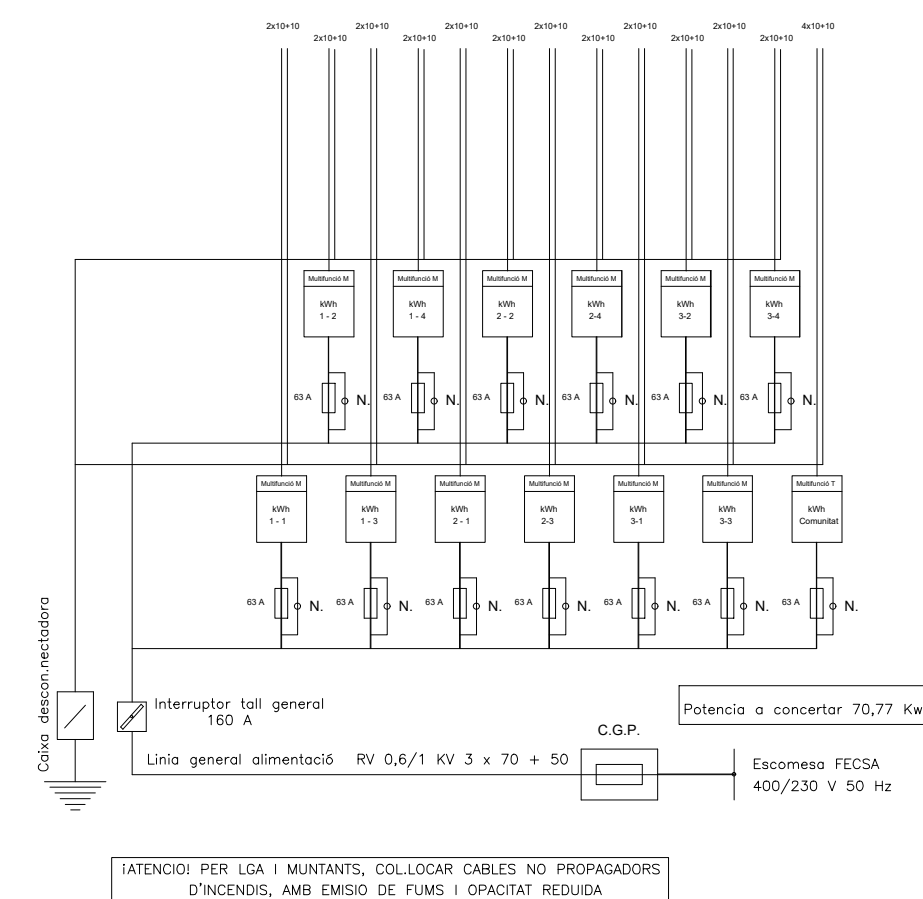 2x10+10 2x10+10 2x10+10 2x10+10 2x10+10 2x10+10 4x10+10
2x10+10 2x10+10 2x10+10 2x10+10 2x10+10 2x10+10
Multifunció M Multifunció M Multifunció M Multifunció M Multifunció M Multifunció M
kWh kWh kWh kWh kWh kWh
1 - 2 1 - 4 2 - 2 2-4 3-2 3-4
63 A N. 63 A N. 63 A N. 63 A N. 63 A N. 63 A N.
Multifunció M Multifunció M Multifunció M Multifunció M Multifunció M Multifunció M Multifunció T
kWh kWh kWh kWh kWh kWh kWh
1 - 1 1 - 3 2 - 1 2-3 3-1 3-3 Comunitat
63 A N. 63 A N. 63 A N. 63 A N. 63 A N. 63 A N. 63 A N.
Caixa descon.nectadora
Interruptor tall general
160 A
Potencia a concertar 70,77 Kw
C.G.P.
Linia general alimentació RV 0,6/1 KV 3 x 70 + 50
Escomesa FECSA
400/230 V 50 Hz
¡ATENCIO! PER LGA I MUNTANTS, COL.LOCAR CABLES NO PROPAGADORS
D'INCENDIS, AMB EMISIO DE FUMS I OPACITAT REDUIDA